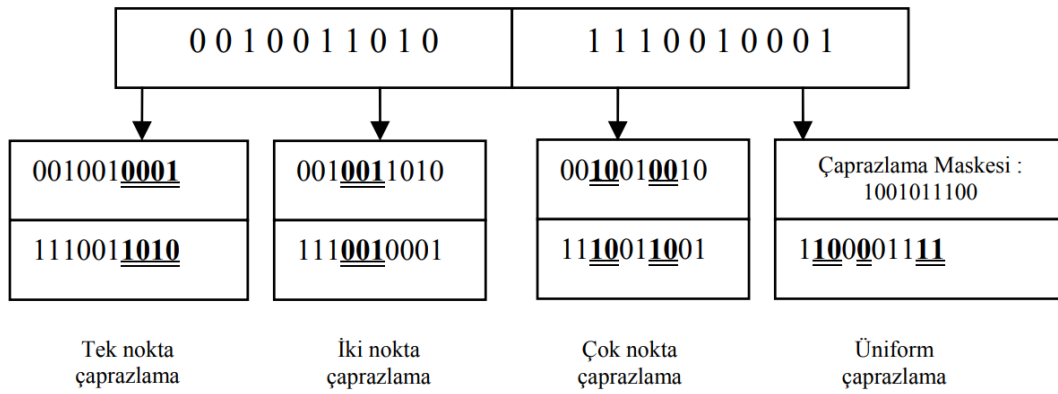 0 0 1 0 0 1 1 0 1 0
1 1 1 0 0 1 0 0 0 1
0010010001
1110011010
0010011010
1110010001
0010010010
1110011001
Çaprazlama Maskesi :
1001011100
1100001111
Tek nokta
çaprazlama
İki nokta
çaprazlama
Çok nokta
çaprazlama
Üniform
çaprazlama